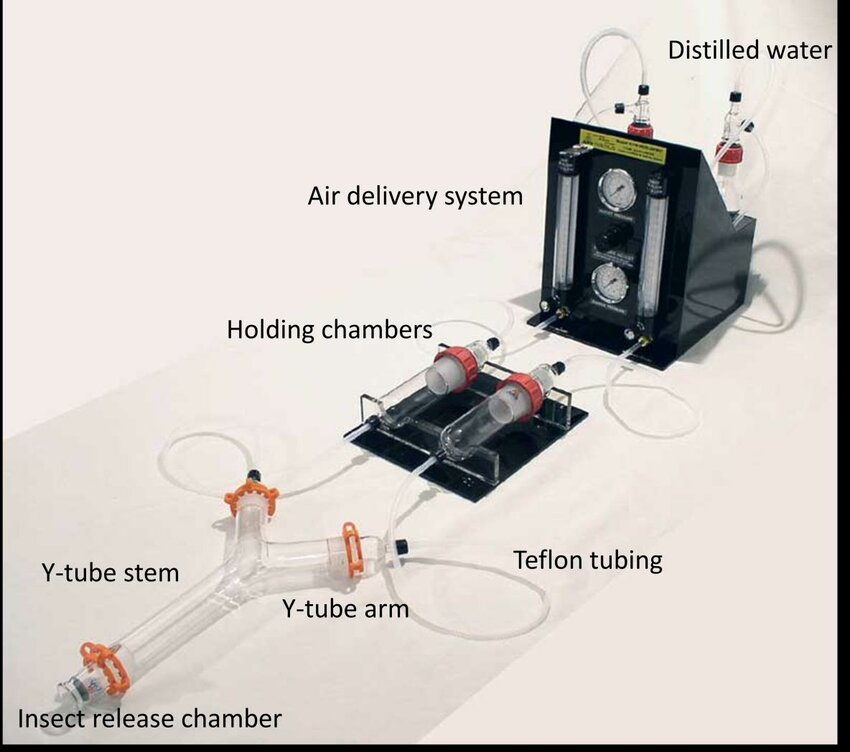 Distilled water
Air delivery system
Holding chambers
Teflon tubing
Y-tube stem
Y-tube arm
Insect release chamber